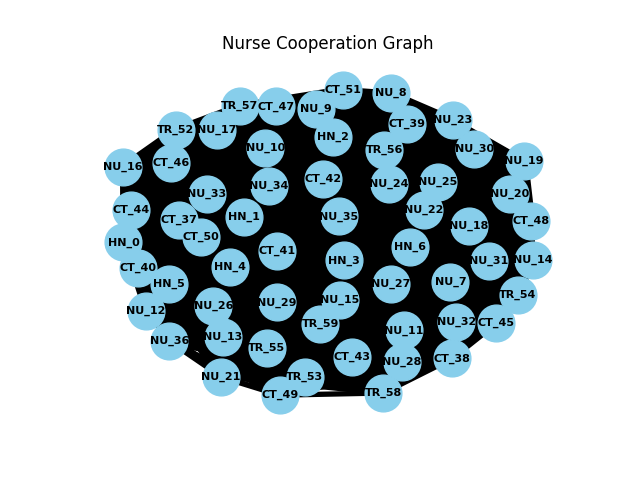 Nurse Cooperation Graph
CT_51
NU_8
TR_57
CT_47
NU_9
NU_23
CT_39
TR_52
NU_17
HN_2
NU_10
TR_56
NU_30
NU_16
CT_46
NU_19
NU_34
CT_42
NU_24
NU_25
NU_33
NU_20
CT_44
CT_37
HN_1
NU_35
NU_22
NU_18
CT_48
HN_0
CT_50
CT_41
HN_6
CT_40
HN_4
HN_3
NU_31
NU_14
HN_5
NU_27
NU_7
TR_54
NU_12
NU_26
NU_29
NU_15
TR_59
NU_11
NU_32
CT_45
NU_36
NU_13
TR_55
CT_43
NU_28
CT_38
NU_21
TR_53
CT_49
TR_58